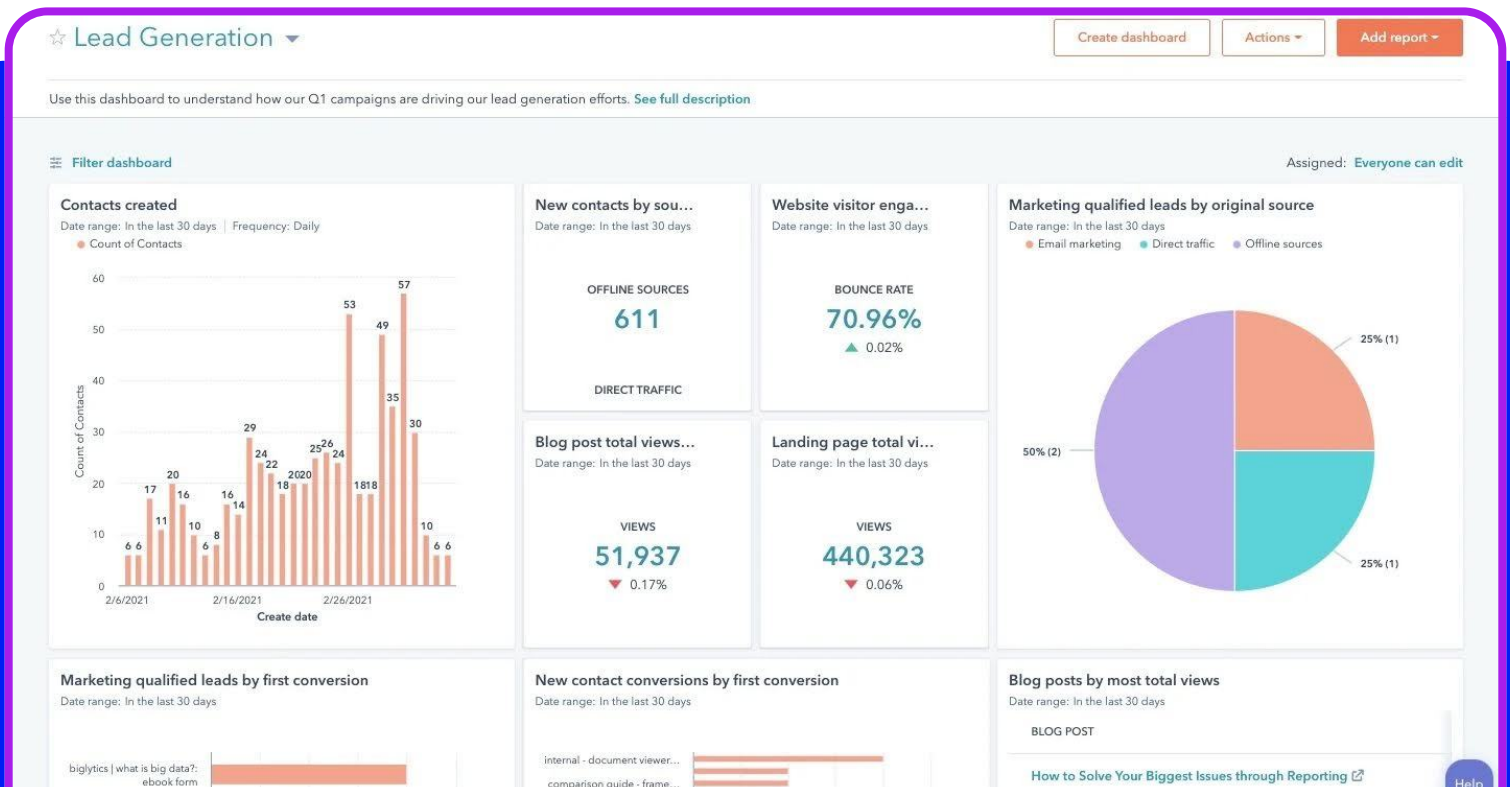 Lead Generation
Create dashboard
Actions
Add report
Use this dashboard to understand how our Q1 campaigns are driving our lead generation efforts. See full description
Filter dashboard
Assigned: Everyone can edit
Contacts created
Date range: In the last 30 days | Frequency: Daily
Count of Contacts
60
50
40
30
20
10
0
Count of Contacts
6 6 17 11 20 16 10 6 8 16 14 29 24 22 18 20 20 25 26 24 53 18 18 49 35 57 30 10 6 6
2/6/2021 2/16/2021 2/26/2021
Create date
New contacts by sou...
Date range: In the last 30 days
OFFLINE SOURCES
611
DIRECT TRAFFIC
Website visitor enga...
Date range: In the last 30 days
BOUNCE RATE
70.96%
0.02%
Blog post total views...
Date range: In the last 30 days
VIEWS
51,937
0.17%
Landing page total vi...
Date range: In the last 30 days
VIEWS
440,323
0.06%
Marketing qualified leads by original source
Date range: In the last 30 days
Email marketing Direct traffic Offline sources
25% (1)
50% (2)
25% (1)
Marketing qualified leads by first conversion
Date range: In the last 30 days
biglytics | what is big data?:
ebook form
New contact conversions by first conversion
Date range: In the last 30 days
internal - document viewer...
comparison guide - frame...
Blog posts by most total views
Date range: In the last 30 days
BLOG POST
How to Solve Your Biggest Issues through Reporting
Help